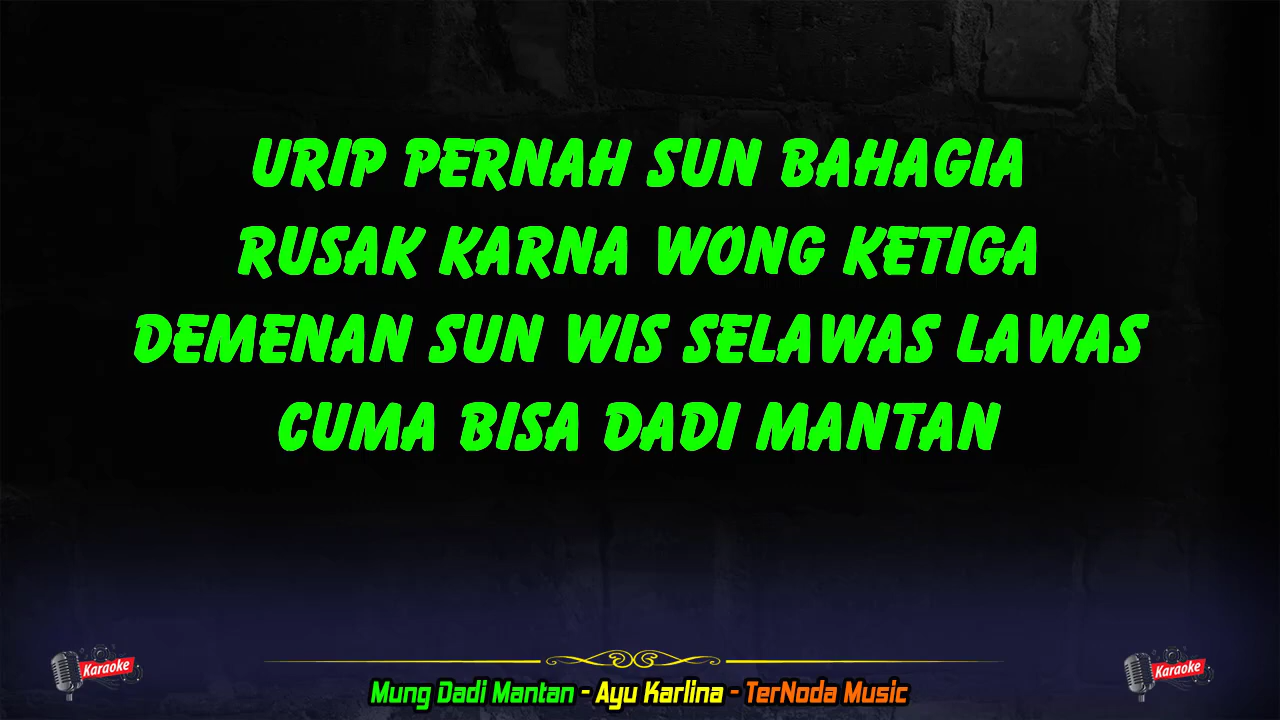 URIP PERNAH SUN BAHAGIA
RUSAK KARNA WONG KETIGA
DEMENAN SUN WIS SELAWAS LAWAS
CUMA BISA DADI MANTAN
Karaoke
Karaoke
Mung Dadi Mantan - Ayu Karlina - TerNoda Music